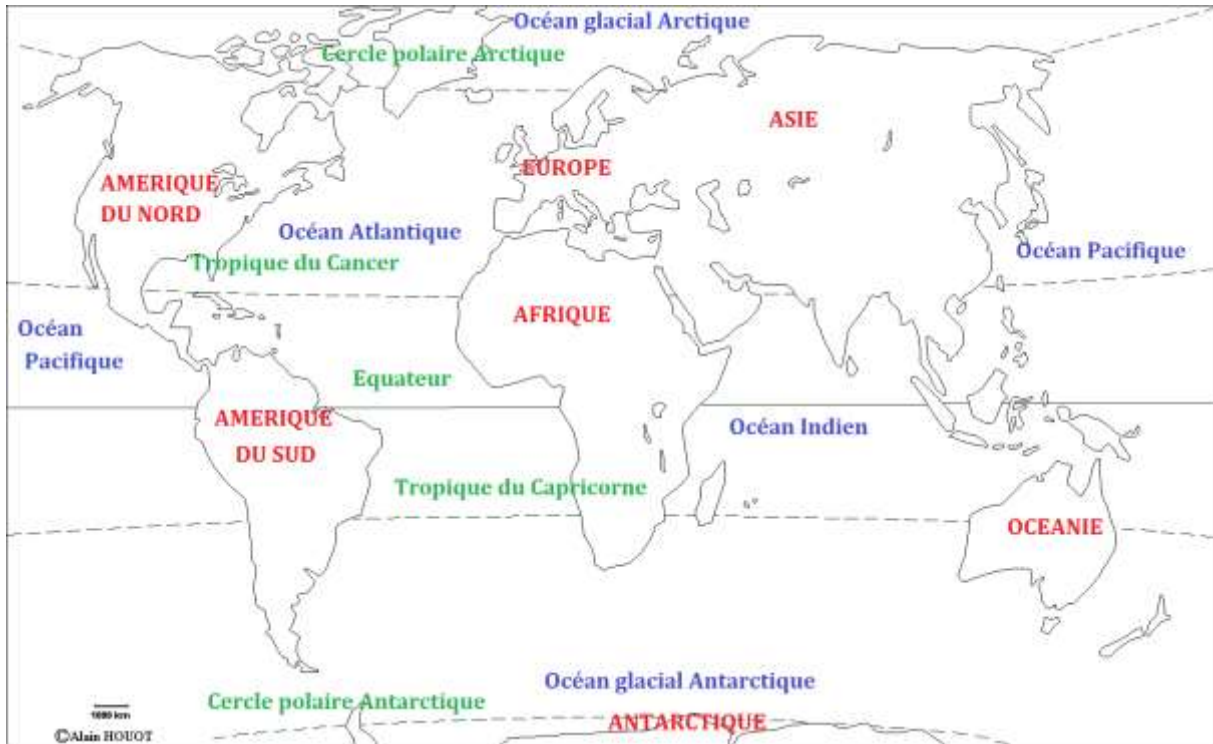 Océan glacial Arctique
Cercle polaire Arctique
ASIE
EUROPE
AMÉRIQUE
DU NORD
Océan Atlantique
Océan Pacifique
Tropique du Cancer
AFRIQUE
Océan
Pacifique
Equateur
AMÉRIQUE
DU SUD
Océan Indien
Tropique du Capricorne
OCEANIE
Océan glacial Antarctique
Cercle polaire Antarctique
1000 km
ANTARCTIQUE
©Alain HOUOT